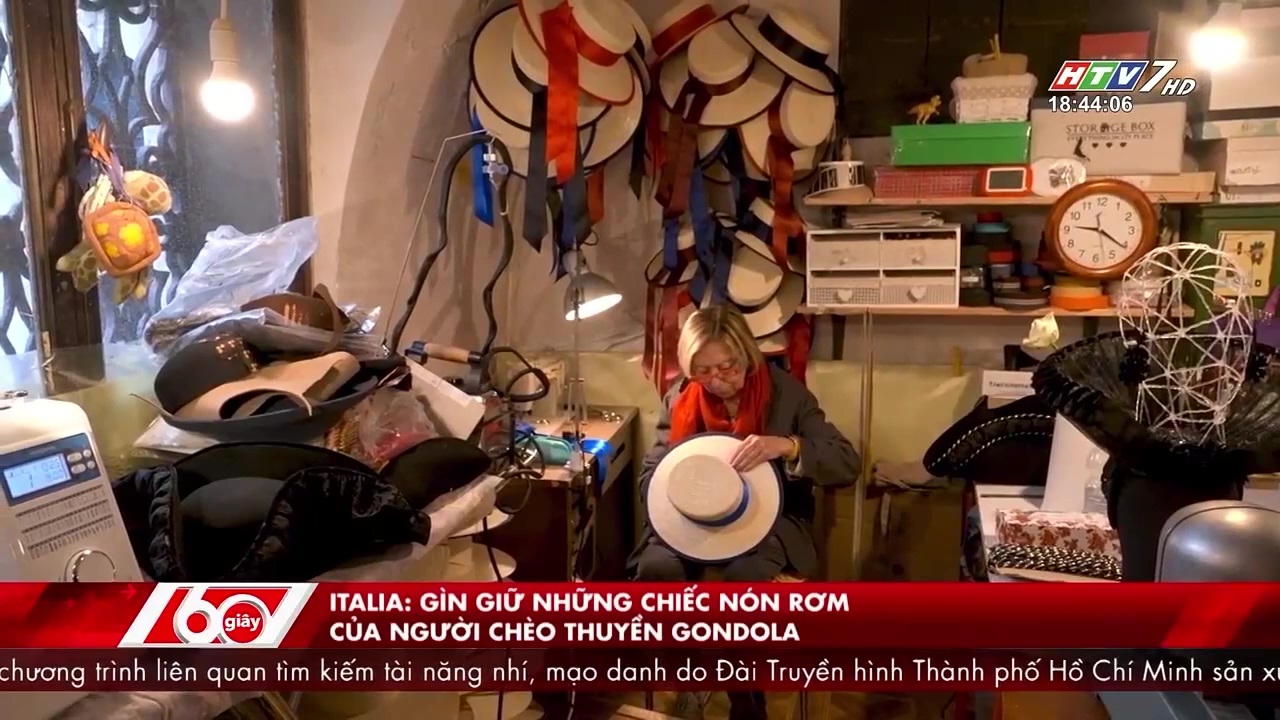 HTV7 HD
18:44:06
STORAGE BOX
60 giây
ITALIA: GÌN GIỮ NHỮNG CHIẾC NÓN RƠM
CỦA NGƯỜI CHÈO THUYỀN GONDOLA
chương trình liên quan tìm kiếm tài năng nhí, mạo danh do Đài Truyền hình Thành phố Hồ Chí Minh sản xu